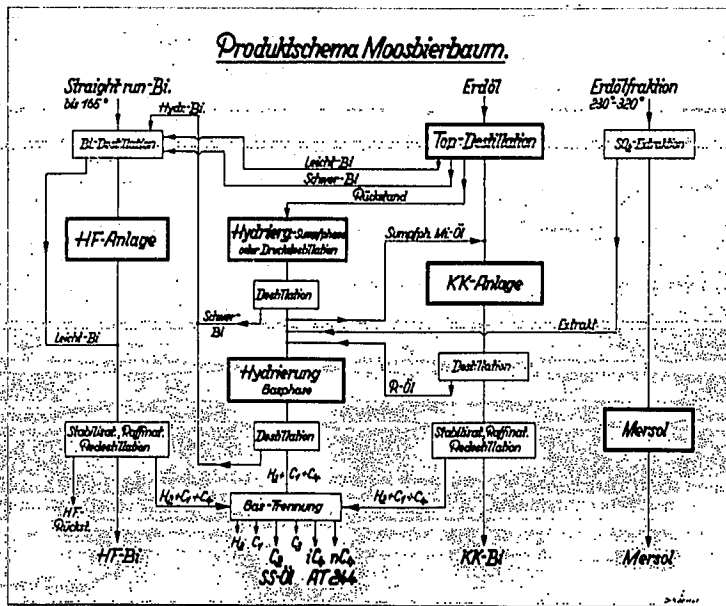 Produktschema Moosbierbaum.
Straight run-Bi.
bis 165°
Hydr.-Bi.
Erdöl
Erdölfraktion
230°-320°
Bi-Destillation
Top-Destillation
SO₂-Extraktion
Leicht-Bi
Schwer-Bi
Rückstand
HF-Anlage
Hydrierg.-Sumpfphase
oder Druckdestillation
Sumpfph. Mi-Öl
KK-Anlage
Destillation
Schwer-
Bi
Extrakt
Leicht-Bi
Hydrierung
Gasphase
R-Öl
Destillation
Mersol
Stabilisat., Raffinat.
Redestillation
Destillation
Stabilisat., Raffinat.
Redestillation
H₂+C₁÷C₄
HF-
Rückst.
H₂+C₁÷C₄
Gas-Trennung
H₂+C₁÷C₄
H₂ C₁ C₂ C₃ iC₄ nC₄
SS-Öl AT 244
HF-Bi
KK-Bi
Mersol